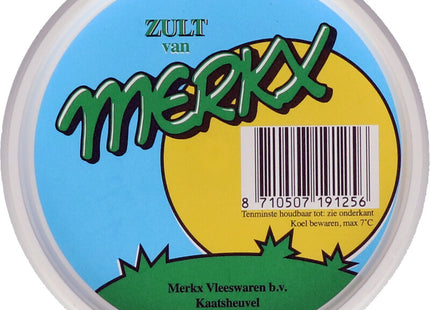 ZULT
van
MERKX
8 710507 191256
Tenminste houdbaar tot: zie onderkant
Koel bewaren, max 7˚C
Merkx Vleeswaren b.v.
Kaatsheuvel